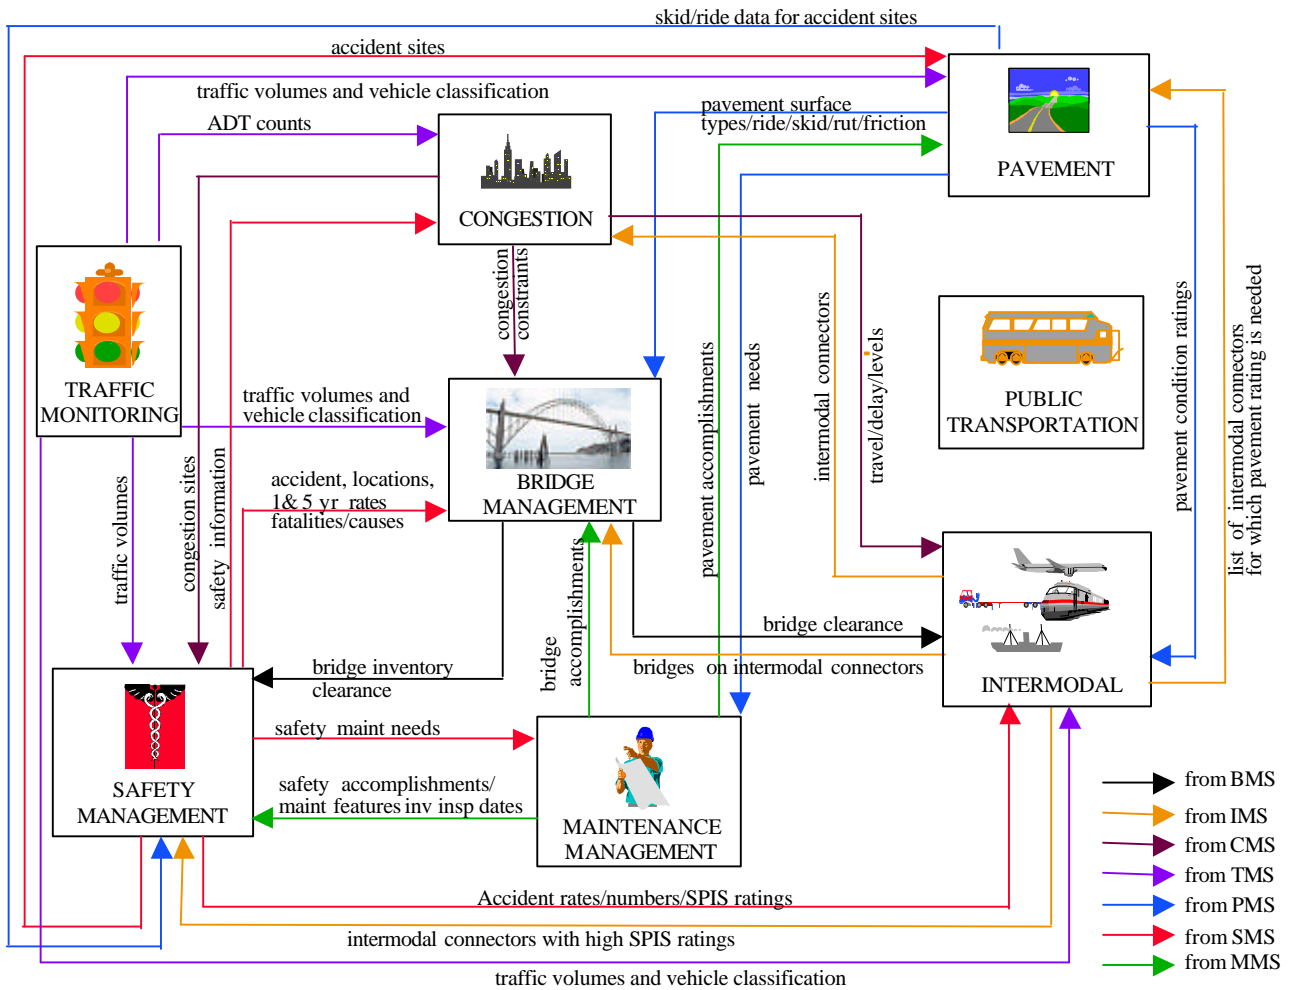 skid/ride data for accident sites
accident sites
traffic volumes and vehicle classification
ADT counts
pavement surface
types/ride/skid/rut/friction
PAVEMENT
CONGESTION
congestion
constraints
TRAFFIC
MONITORING
traffic volumes and
vehicle classification
accident, locations,
1& 5 yr rates
fatalities/causes
BRIDGE
MANAGEMENT
PUBLIC
TRANSPORTATION
traffic volumes
congestion sites
safety information
pavement accomplishments
pavement needs
intermodal connectors
travel/delay/levels
pavement condition ratings
list of intermodal connectors
for which pavement rating is needed
bridge
accomplishments
bridge clearance
bridges on intermodal connectors
bridge inventory
clearance
INTERMODAL
safety maint needs
SAFETY
MANAGEMENT
safety accomplishments/
maint features inv insp dates
MAINTENANCE
MANAGEMENT
Accident rates/numbers/SPIS ratings
intermodal connectors with high SPIS ratings
traffic volumes and vehicle classification
from BMS
from IMS
from CMS
from TMS
from PMS
from SMS
from MMS